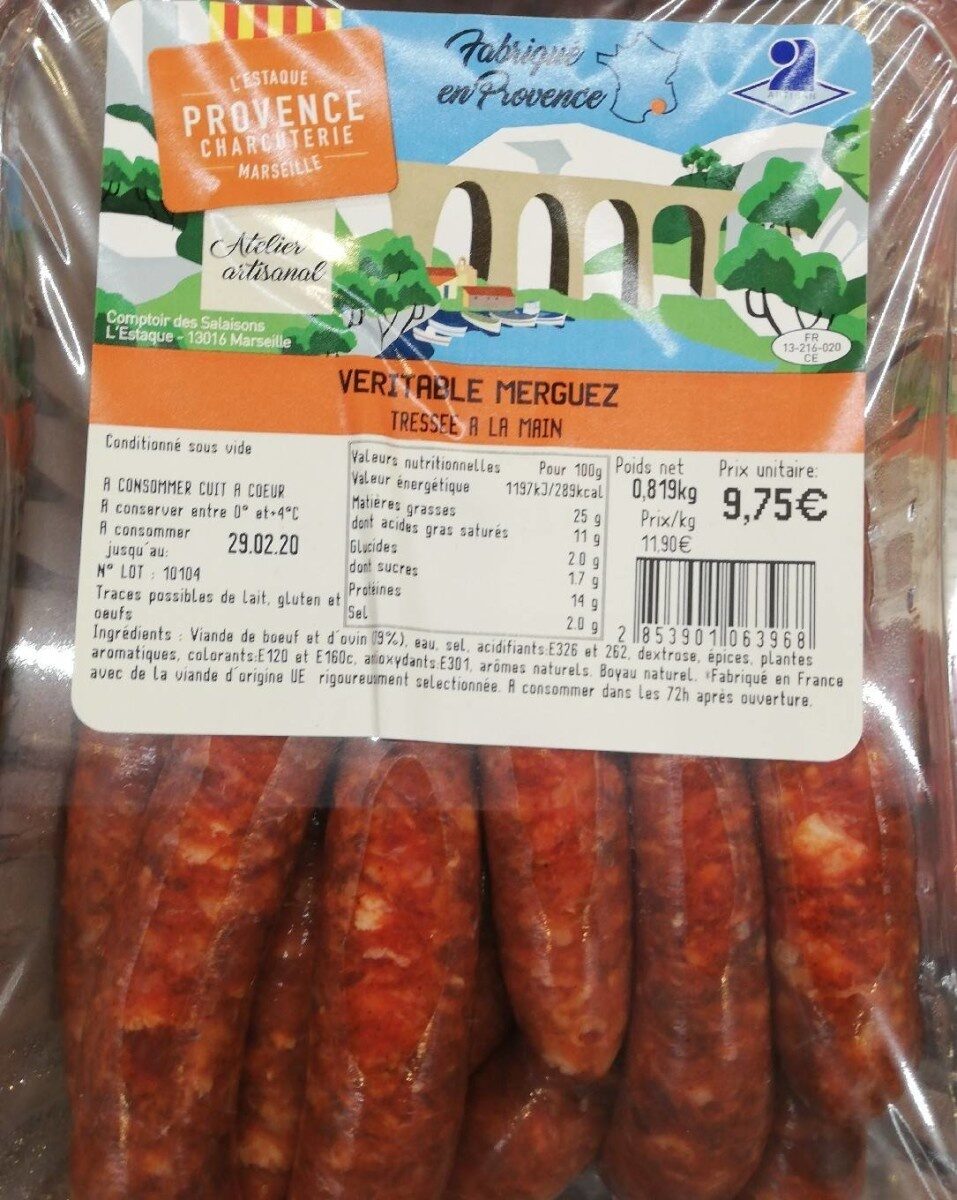 L'ESTAQUE
PROVENCE
CHARCUTERIE
MARSEILLE
Fabriqué
en Provence
ARTISAN
Atelier
artisanal
Comptoir des Salaisons
L'Estaque - 13016 Marseille
FR
13-216-020
CE
VERITABLE MERGUEZ
TRESSEE A LA MAIN
Conditionné sous vide
A CONSOMMER CUIT A COEUR
A conserver entre 0° et+4°C
A consommer
jusqu'au: 29.02.20
N° LOT : 10104
Traces possibles de lait, gluten et
oeufs
Valeurs nutritionnelles Pour 100g
Valeur énergétique 1197kJ/289kcal
Matières grasses 25 g
dont acides gras saturés 11 g
Glucides 2.0 g
dont sucres 1.7 g
Protéines 14 g
Sel 2.0 g
Poids net Prix unitaire:
0,819kg 9,75€
Prix/kg
11,90€
2 853901 063968
Ingrédients : Viande de boeuf et d'ovin (9%), eau, sel, acidifiants:E326 et 262, dextrose, épices, plantes
aromatiques, colorants:E120 et E160c, antioxydants:E301, arômes naturels. Boyau naturel. *Fabriqué en France
avec de la viande d'origine UE rigoureusement selectionnée. A consommer dans les 72h après ouverture.